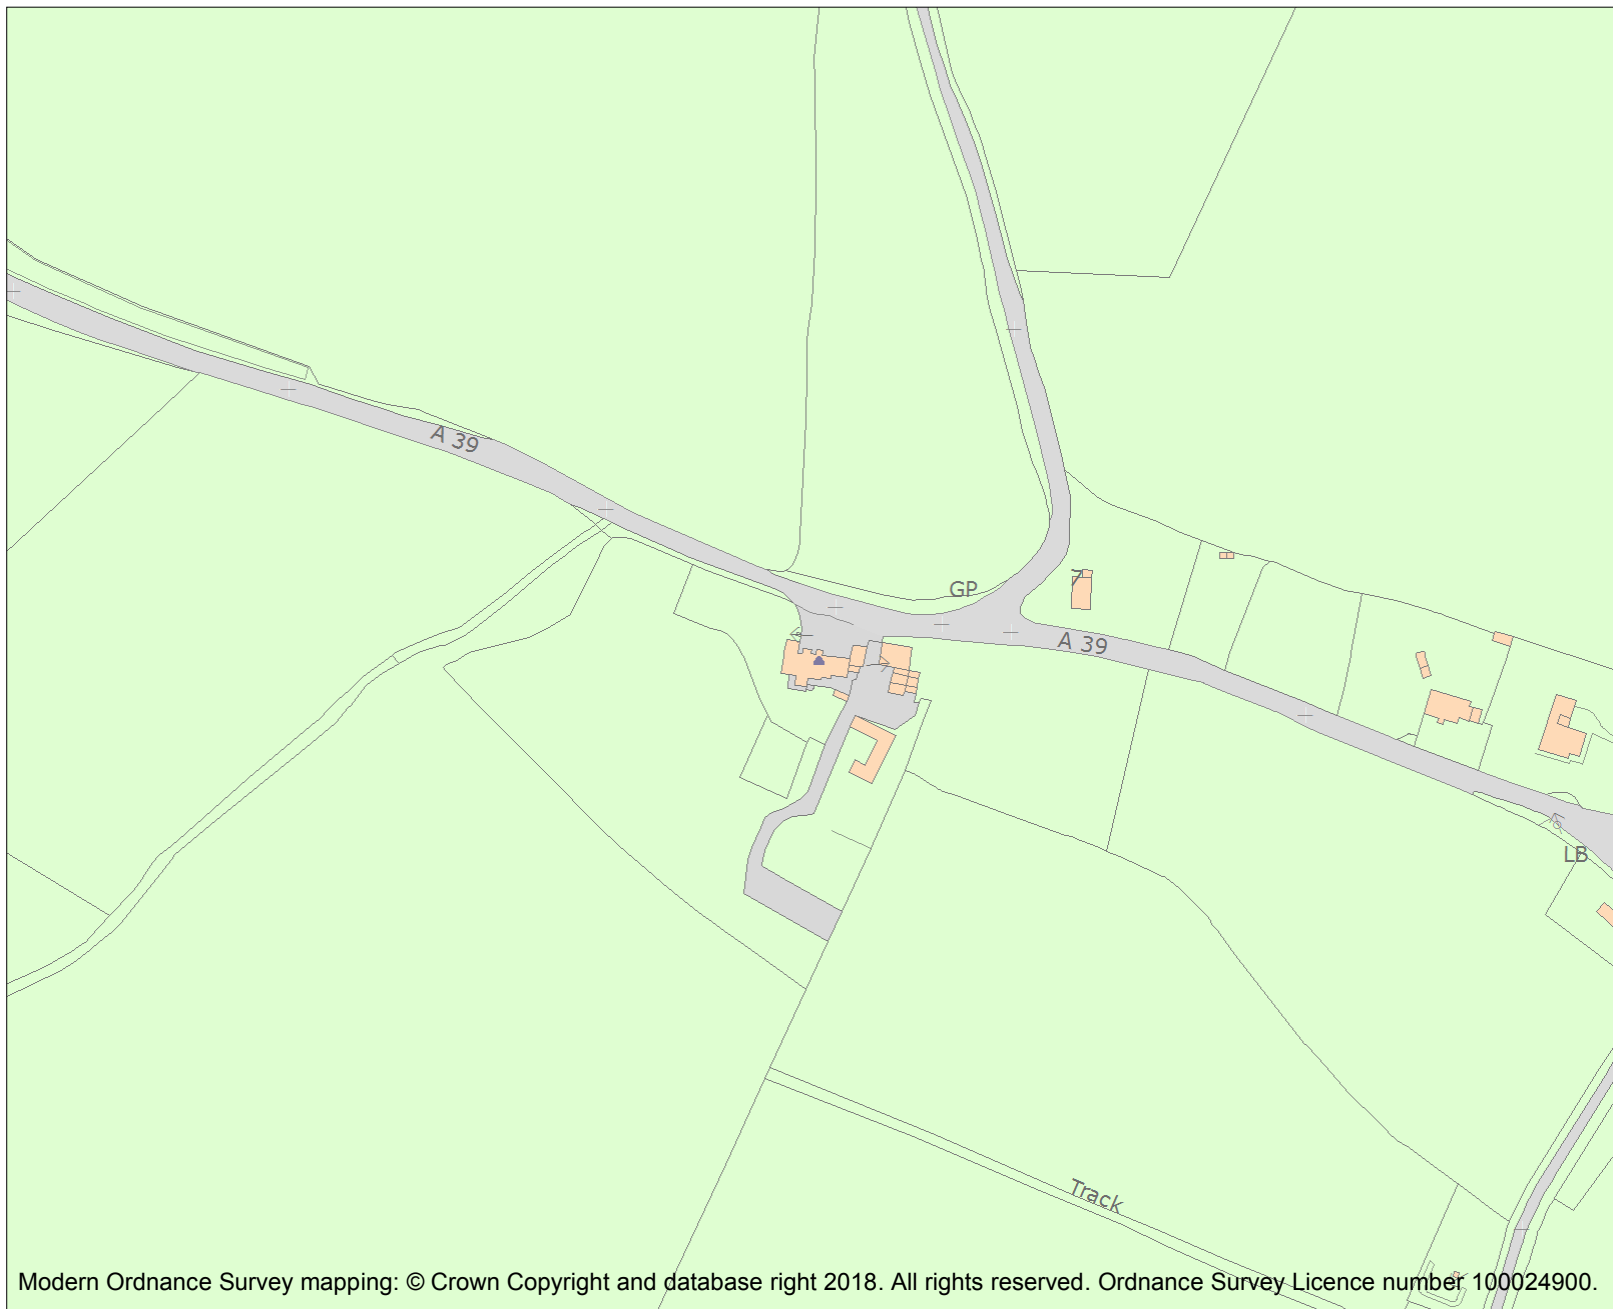 A 39
GP
A 39
LB
Track
Modern Ordnance Survey mapping: © Crown Copyright and database right 2018. All rights reserved. Ordnance Survey Licence number 100024900.